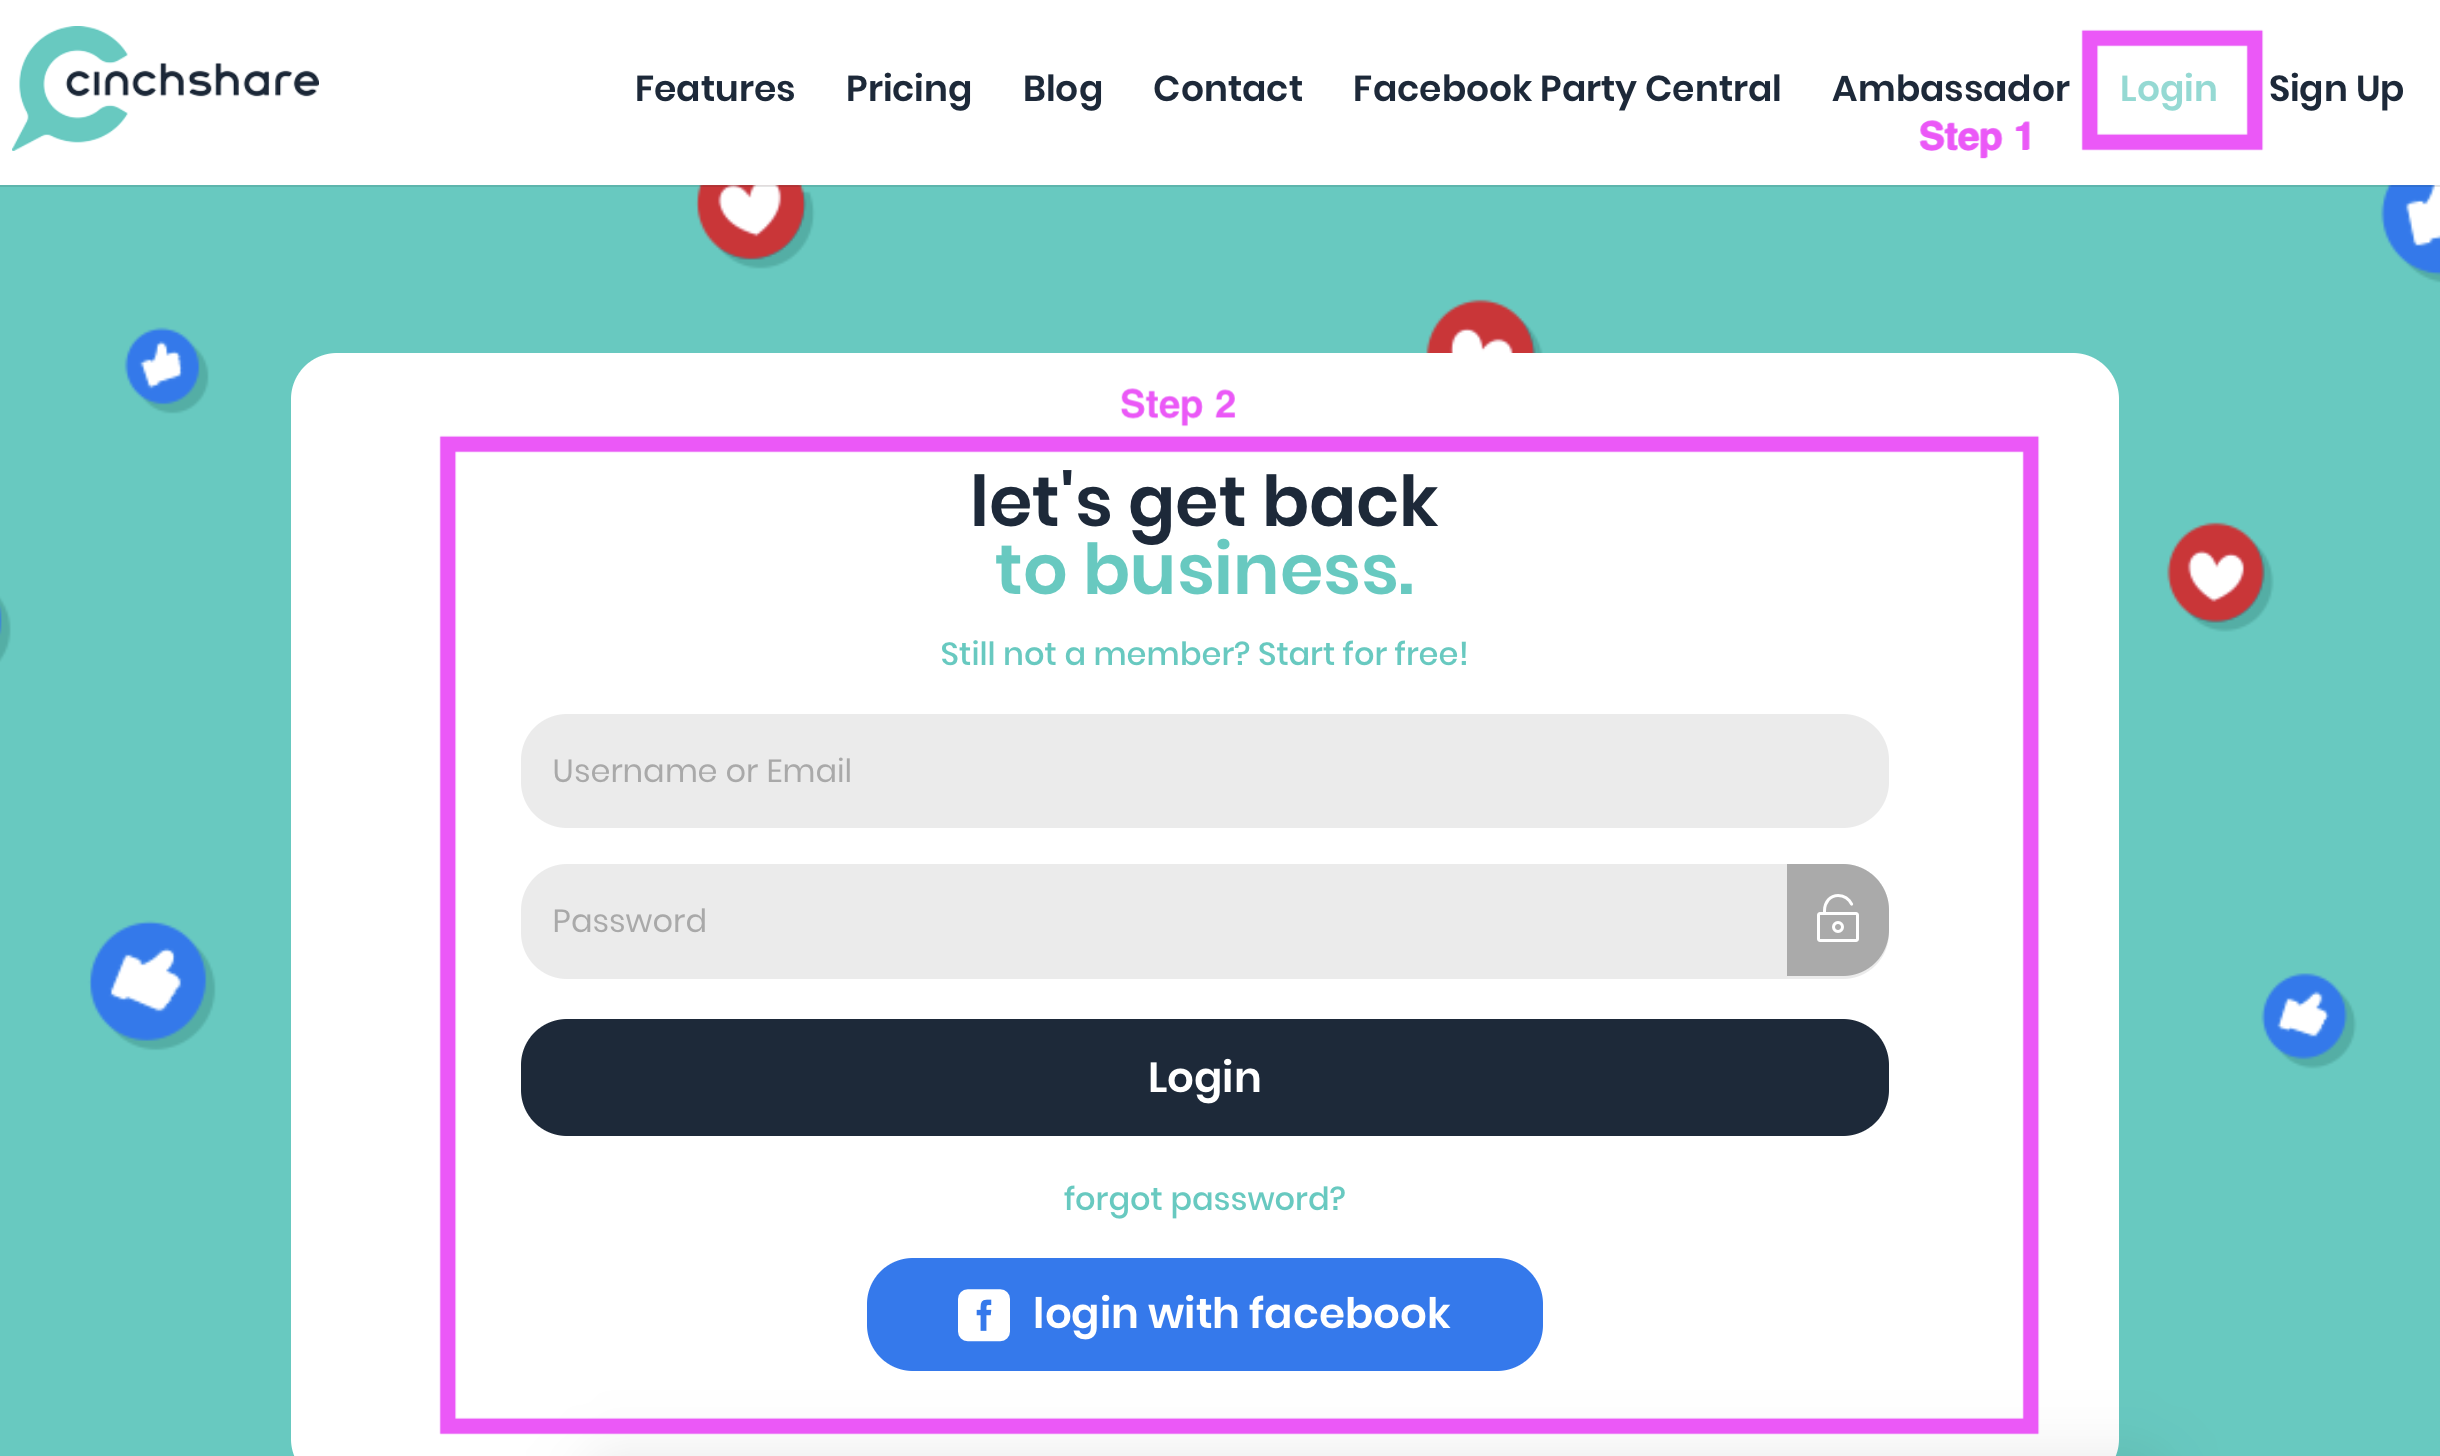 cinchshare
Features Pricing Blog Contact Facebook Party Central Ambassador Login Sign Up
Step 1
Step 2
let's get back
to business.
Still not a member? Start for free!
Username or Email
Password
Login
forgot password?
f login with facebook